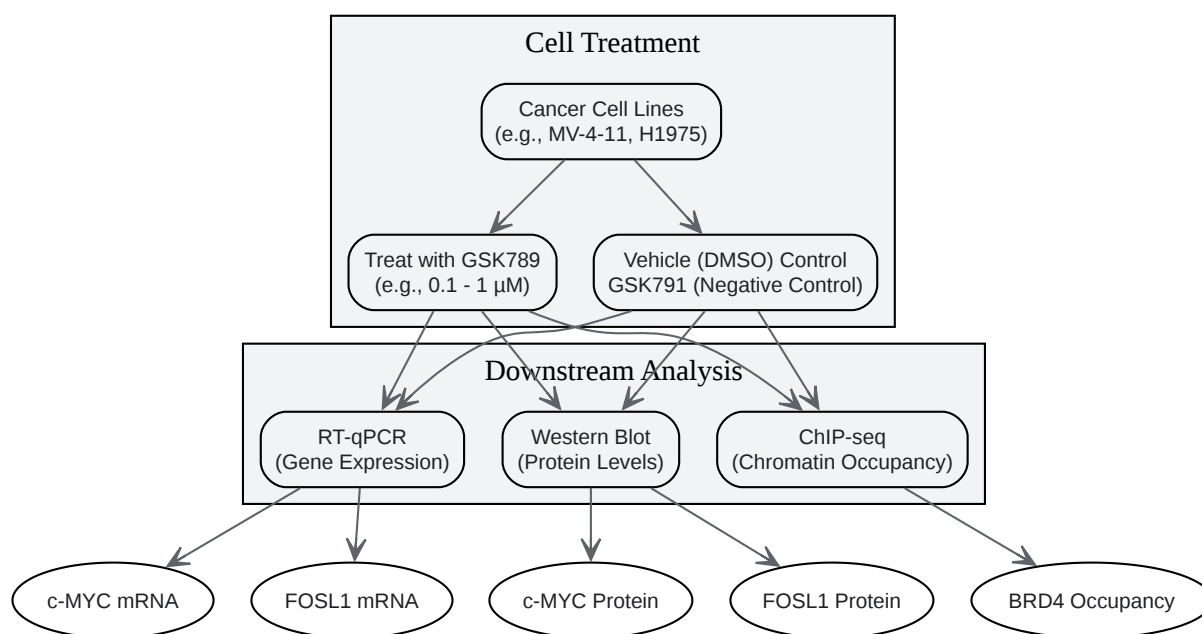 Cell Treatment
Cancer Cell Lines
(e.g., MV-4-11, H1975)
Treat with GSK789
(e.g., 0.1 - 1 µM)
Vehicle (DMSO) Control
GSK791 (Negative Control)
Downstream Analysis
RT-qPCR
(Gene Expression)
Western Blot
(Protein Levels)
ChIP-seq
(Chromatin Occupancy)
c-MYC mRNA
FOSL1 mRNA
c-MYC Protein
FOSL1 Protein
BRD4 Occupancy